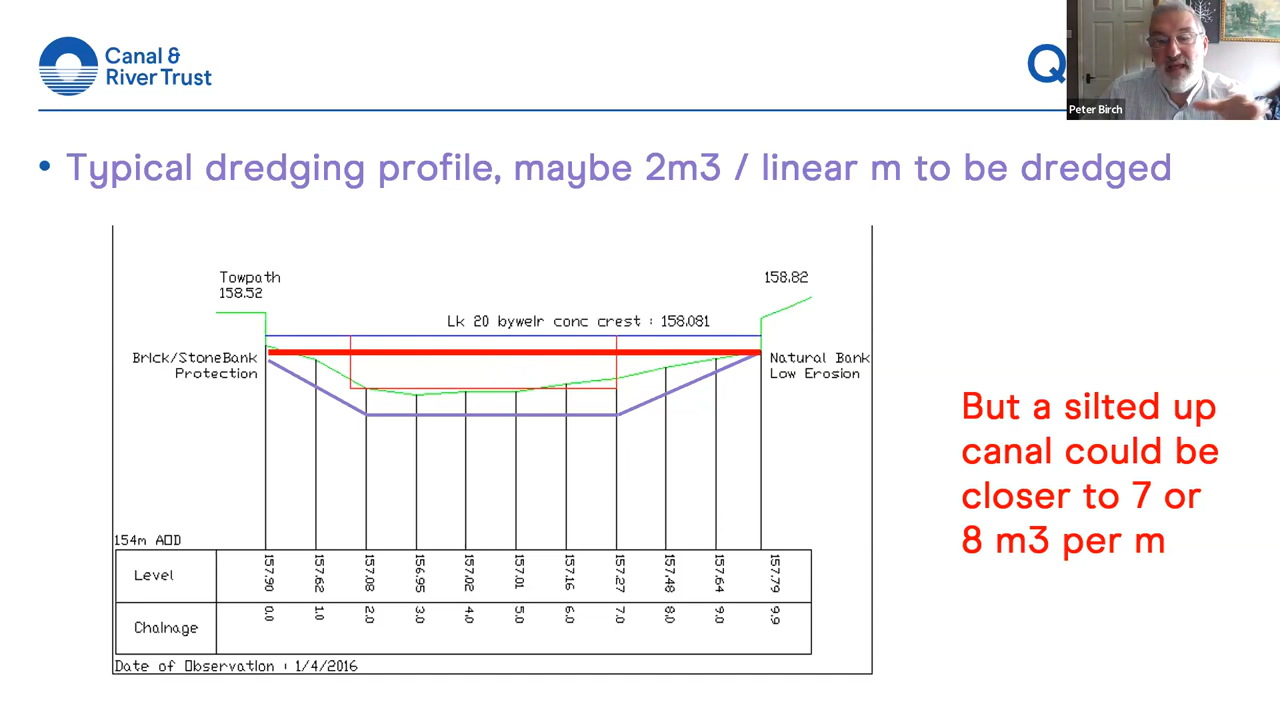 Canal &
River Trust
Q
Peter Birch
• Typical dredging profile, maybe 2m3 / linear m to be dredged
Towpath
158.52
158.82
Lk 20 byweir conc crest : 158.081
Brick/StoneBank
Protection
Natural Bank
Low Erosion
But a silted up
canal could be
closer to 7 or
8 m3 per m
154m AOD
Level 157.90 157.62 157.08 156.95 157.02 157.01 157.16 157.27 157.48 157.64 157.79
Chainage 0.0 1.0 2.0 3.0 4.0 5.0 6.0 7.0 8.0 9.0 9.9
Date of Observation : 1/4/2016